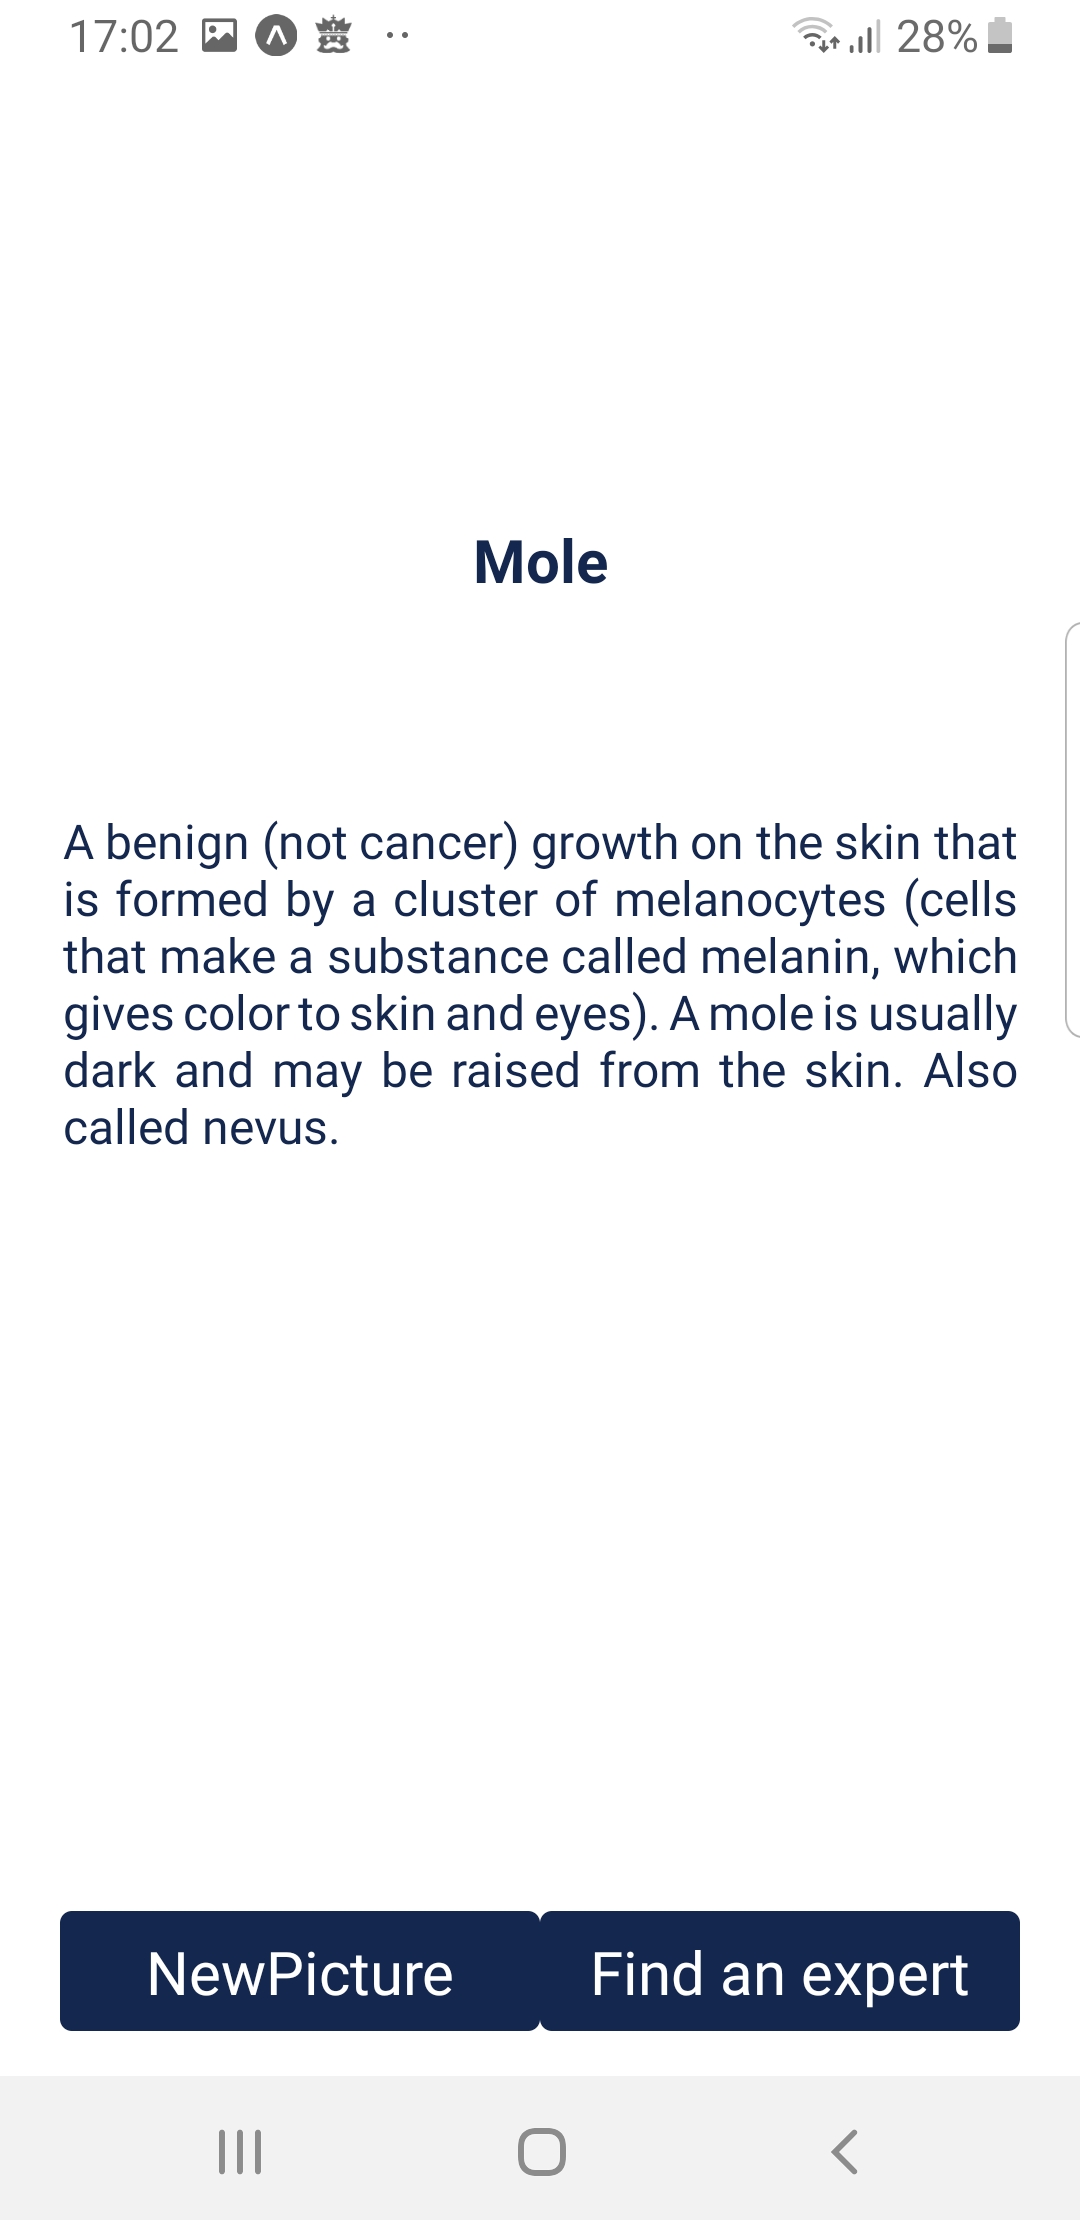 17:02
28%
Mole
A benign (not cancer) growth on the skin that
is formed by a cluster of melanocytes (cells
that make a substance called melanin, which
gives color to skin and eyes). A mole is usually
dark and may be raised from the skin. Also
called nevus.
NewPicture
Find an expert